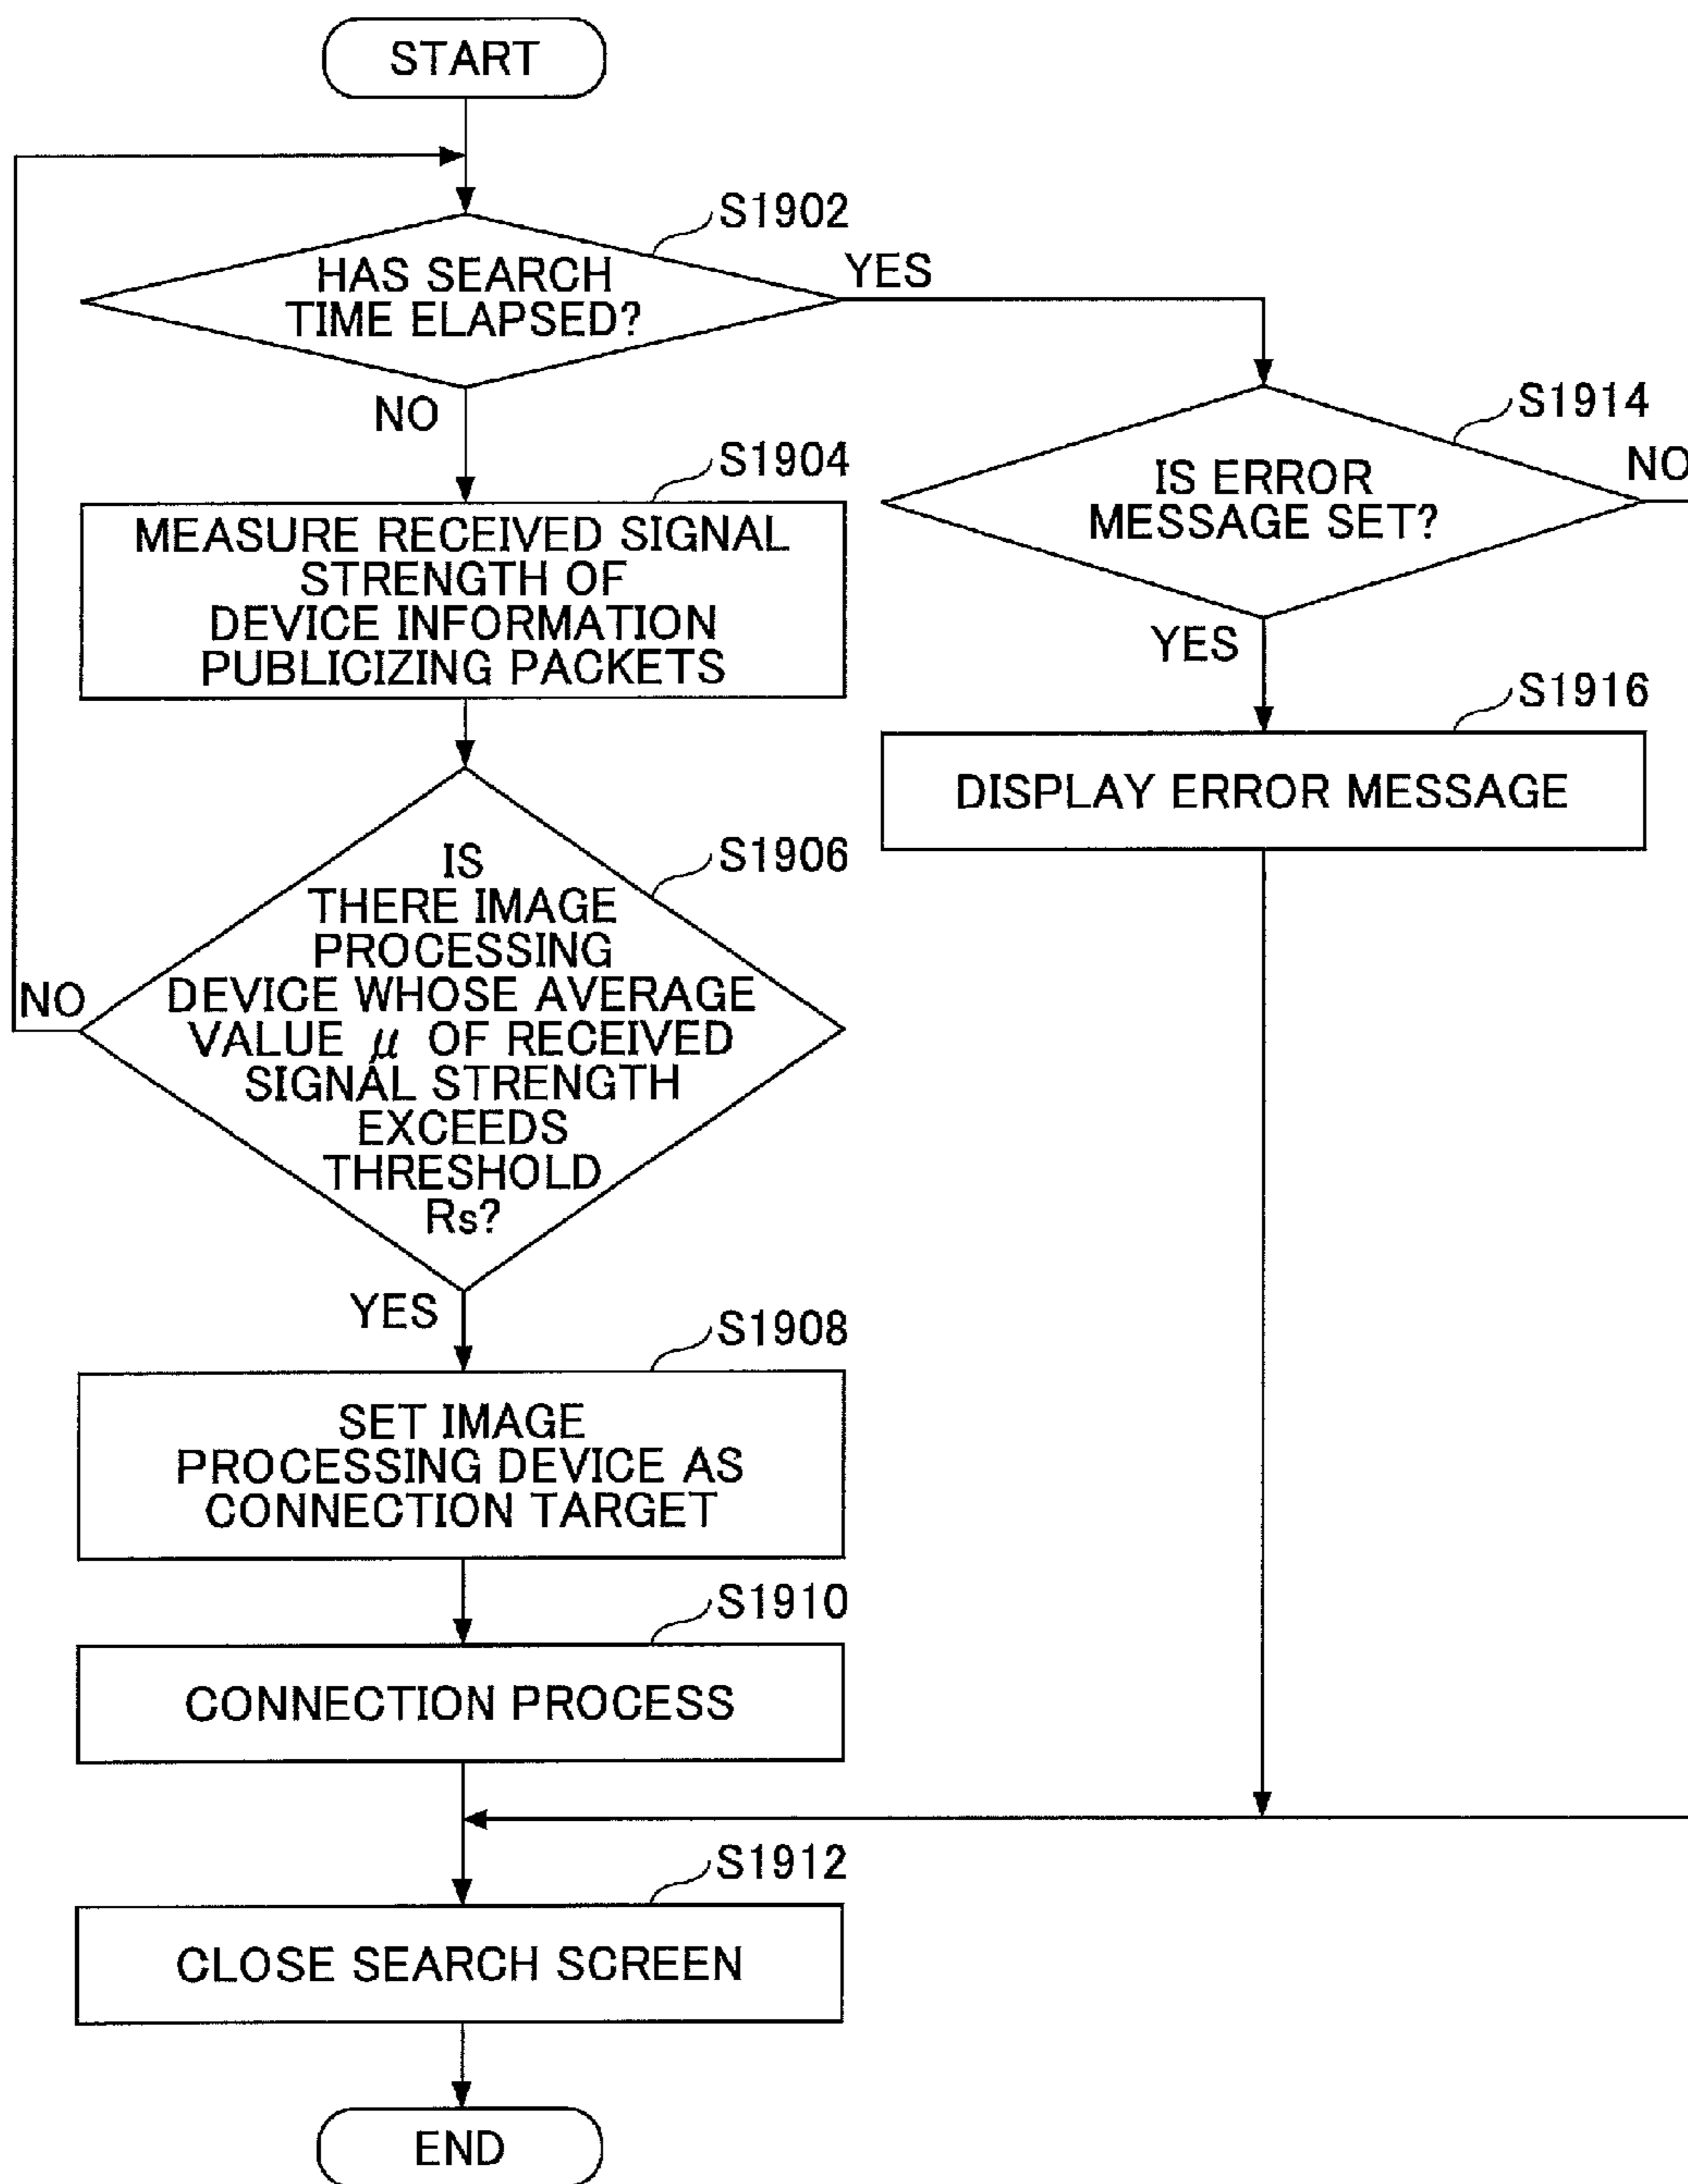 START
S1902
HAS SEARCH
TIME ELAPSED?
YES
NO
S1904
MEASURE RECEIVED SIGNAL
STRENGTH OF
DEVICE INFORMATION
PUBLICIZING PACKETS
S1906
IS
THERE IMAGE
PROCESSING
DEVICE WHOSE AVERAGE
VALUE μ OF RECEIVED
SIGNAL STRENGTH
EXCEEDS
THRESHOLD
Rs?
NO
YES
S1908
SET IMAGE
PROCESSING DEVICE AS
CONNECTION TARGET
S1910
CONNECTION PROCESS
S1912
CLOSE SEARCH SCREEN
END
S1914
IS ERROR
MESSAGE SET?
NO
YES
S1916
DISPLAY ERROR MESSAGE